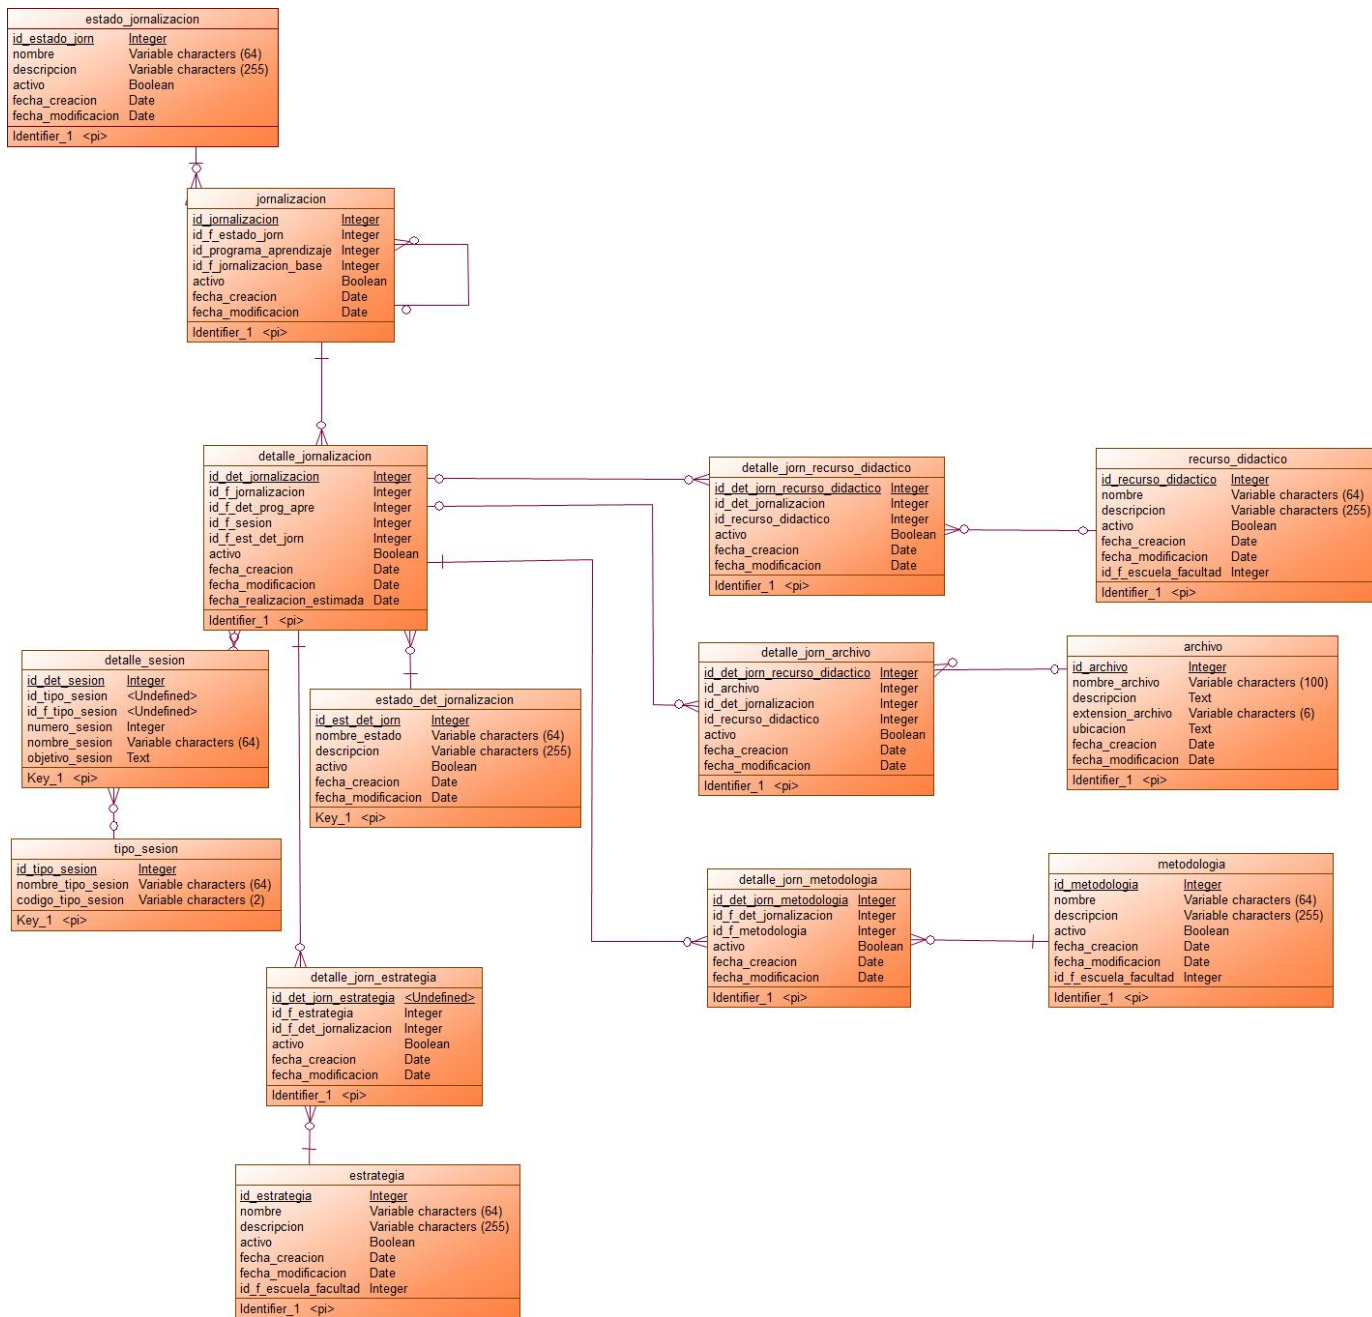 estado_jornalizacion
id_estado_jorn Integer
nombre Variable characters (64)
descripcion Variable characters (255)
activo Boolean
fecha_creacion Date
fecha_modificacion Date
Identifier_1 <pi>
jornalizacion
id_jornalizacion Integer
id_f_estado_jorn Integer
id_programa_aprendizaje Integer
id_f_jornalizacion_base Integer
activo Boolean
fecha_creacion Date
fecha_modificacion Date
Identifier_1 <pi>
detalle_jornalizacion
id_det_jornalizacion Integer
id_f_jornalizacion Integer
id_f_det_prog_apre Integer
id_f_sesion Integer
id_f_est_det_jorn Integer
activo Boolean
fecha_creacion Date
fecha_modificacion Date
fecha_realizacion_estimada Date
Identifier_1 <pi>
detalle_jorn_recurso_didactico
id_det_jorn_recurso_didactico Integer
id_det_jornalizacion Integer
id_recurso_didactico Integer
activo Boolean
fecha_creacion Date
fecha_modificacion Date
Identifier_1 <pi>
recurso_didactico
id_recurso_didactico Integer
nombre Variable characters (64)
descripcion Variable characters (255)
activo Boolean
fecha_creacion Date
fecha_modificacion Date
id_f_escuela_facultad Integer
Identifier_1 <pi>
detalle_sesion
id_det_sesion Integer
id_tipo_sesion <Undefined>
id_f_tipo_sesion <Undefined>
numero_sesion Integer
nombre_sesion Variable characters (64)
objetivo_sesion Text
Key_1 <pi>
estado_det_jornalizacion
id_est_det_jorn Integer
nombre_estado Variable characters (64)
descripcion Variable characters (255)
activo Boolean
fecha_creacion Date
fecha_modificacion Date
Key_1 <pi>
detalle_jorn_archivo
id_det_jorn_recurso_didactico Integer
id_archivo Integer
id_det_jornalizacion Integer
id_recurso_didactico Integer
activo Boolean
fecha_creacion Date
fecha_modificacion Date
Identifier_1 <pi>
archivo
id_archivo Integer
nombre_archivo Variable characters (100)
descripcion Text
extension_archivo Variable characters (6)
ubicacion Text
fecha_creacion Date
fecha_modificacion Date
Identifier_1 <pi>
tipo_sesion
id_tipo_sesion Integer
nombre_tipo_sesion Variable characters (64)
codigo_tipo_sesion Variable characters (2)
Key_1 <pi>
detalle_jorn_metodologia
id_det_jorn_metodologia Integer
id_f_det_jornalizacion Integer
id_f_metodologia Integer
activo Boolean
fecha_creacion Date
fecha_modificacion Date
Identifier_1 <pi>
metodologia
id_metodologia Integer
nombre Variable characters (64)
descripcion Variable characters (255)
activo Boolean
fecha_creacion Date
fecha_modificacion Date
id_f_escuela_facultad Integer
Identifier_1 <pi>
detalle_jorn_estrategia
id_det_jorn_estrategia <Undefined>
id_f_estrategia Integer
id_f_det_jornalizacion Integer
activo Boolean
fecha_creacion Date
fecha_modificacion Date
Identifier_1 <pi>
estrategia
id_estrategia Integer
nombre Variable characters (64)
descripcion Variable characters (255)
activo Boolean
fecha_creacion Date
fecha_modificacion Date
id_f_escuela_facultad Integer
Identifier_1 <pi>